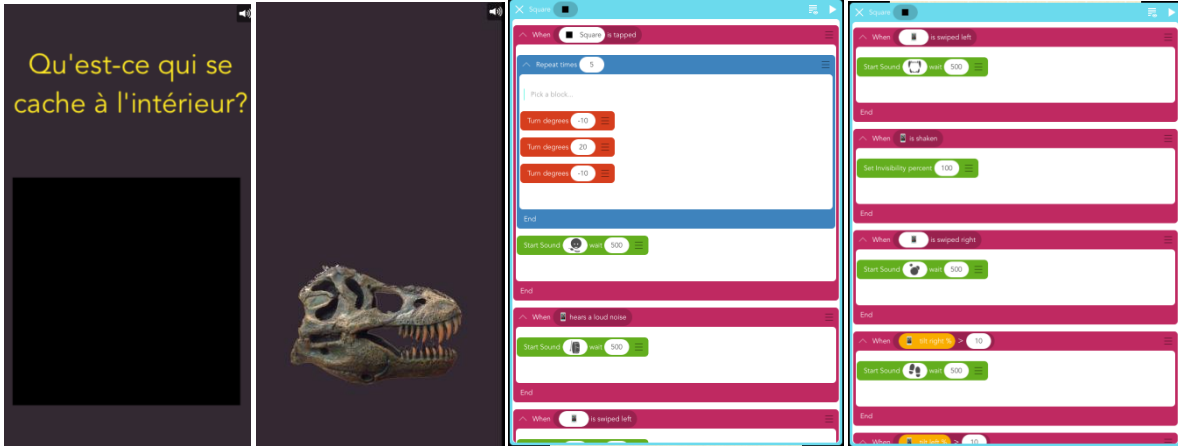 Qu'est-ce qui se
cache à l'intérieur?
Square
When Square is tapped
Repeat times 5
Pick a block...
Turn degrees -10
Turn degrees 20
Turn degrees -10
End
Start Sound wait 500
End
When hears a loud noise
Start Sound wait 500
End
When is swiped left
Square
When is swiped left
Start Sound wait 500
End
When is shaken
Set Invisibility percent 100
End
When is swiped right
Start Sound wait 500
End
When tilt right % > 10
Start Sound wait 500
End
When tilt left % > 10